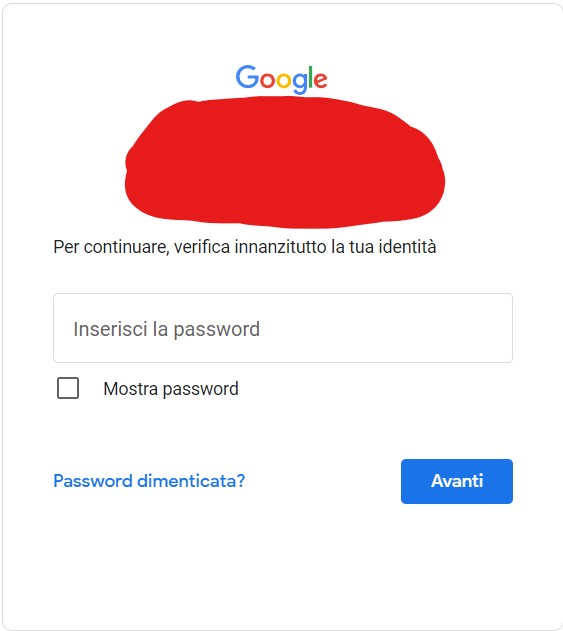 Google
Per continuare, verifica innanzitutto la tua identità
Inserisci la password
Mostra password
Password dimenticata?
Avanti